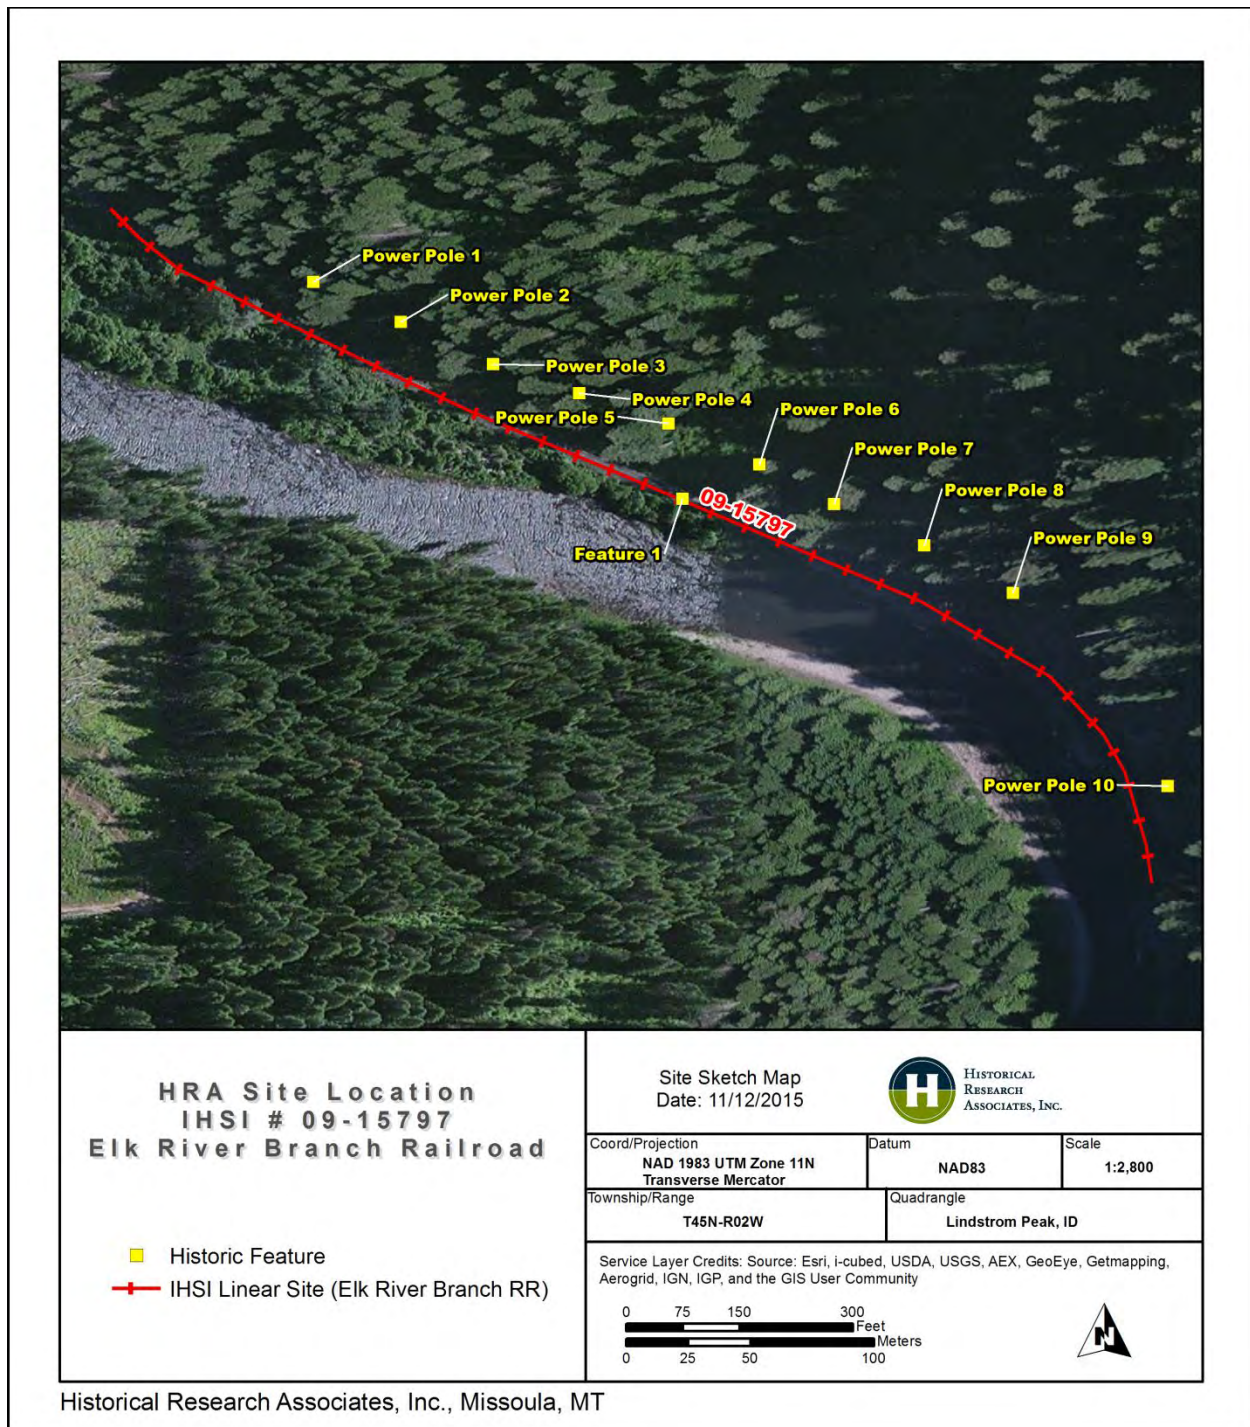 Power Pole 1
Power Pole 2
Power Pole 3
Power Pole 4
Power Pole 5
Power Pole 6
Power Pole 7
09-15797
Power Pole 8
Power Pole 9
Feature 1
Power Pole 10
HRA Site Location
IHSI # 09-15797
Elk River Branch Railroad
Historic Feature
IHSI Linear Site (Elk River Branch RR)
Site Sketch Map
Date: 11/12/2015
H
HISTORICAL
RESEARCH
ASSOCIATES, INC.
Coord/Projection
NAD 1983 UTM Zone 11N
Transverse Mercator
Datum
NAD83
Scale
1:2,800
Township/Range
T45N-R02W
Quadrangle
Lindstrom Peak, ID
Service Layer Credits: Source: Esri, i-cubed, USDA, USGS, AEX, GeoEye, Getmapping,
Aerogrid, IGN, IGP, and the GIS User Community
0 75 150 300
Feet
Meters
0 25 50 100
N
Historical Research Associates, Inc., Missoula, MT